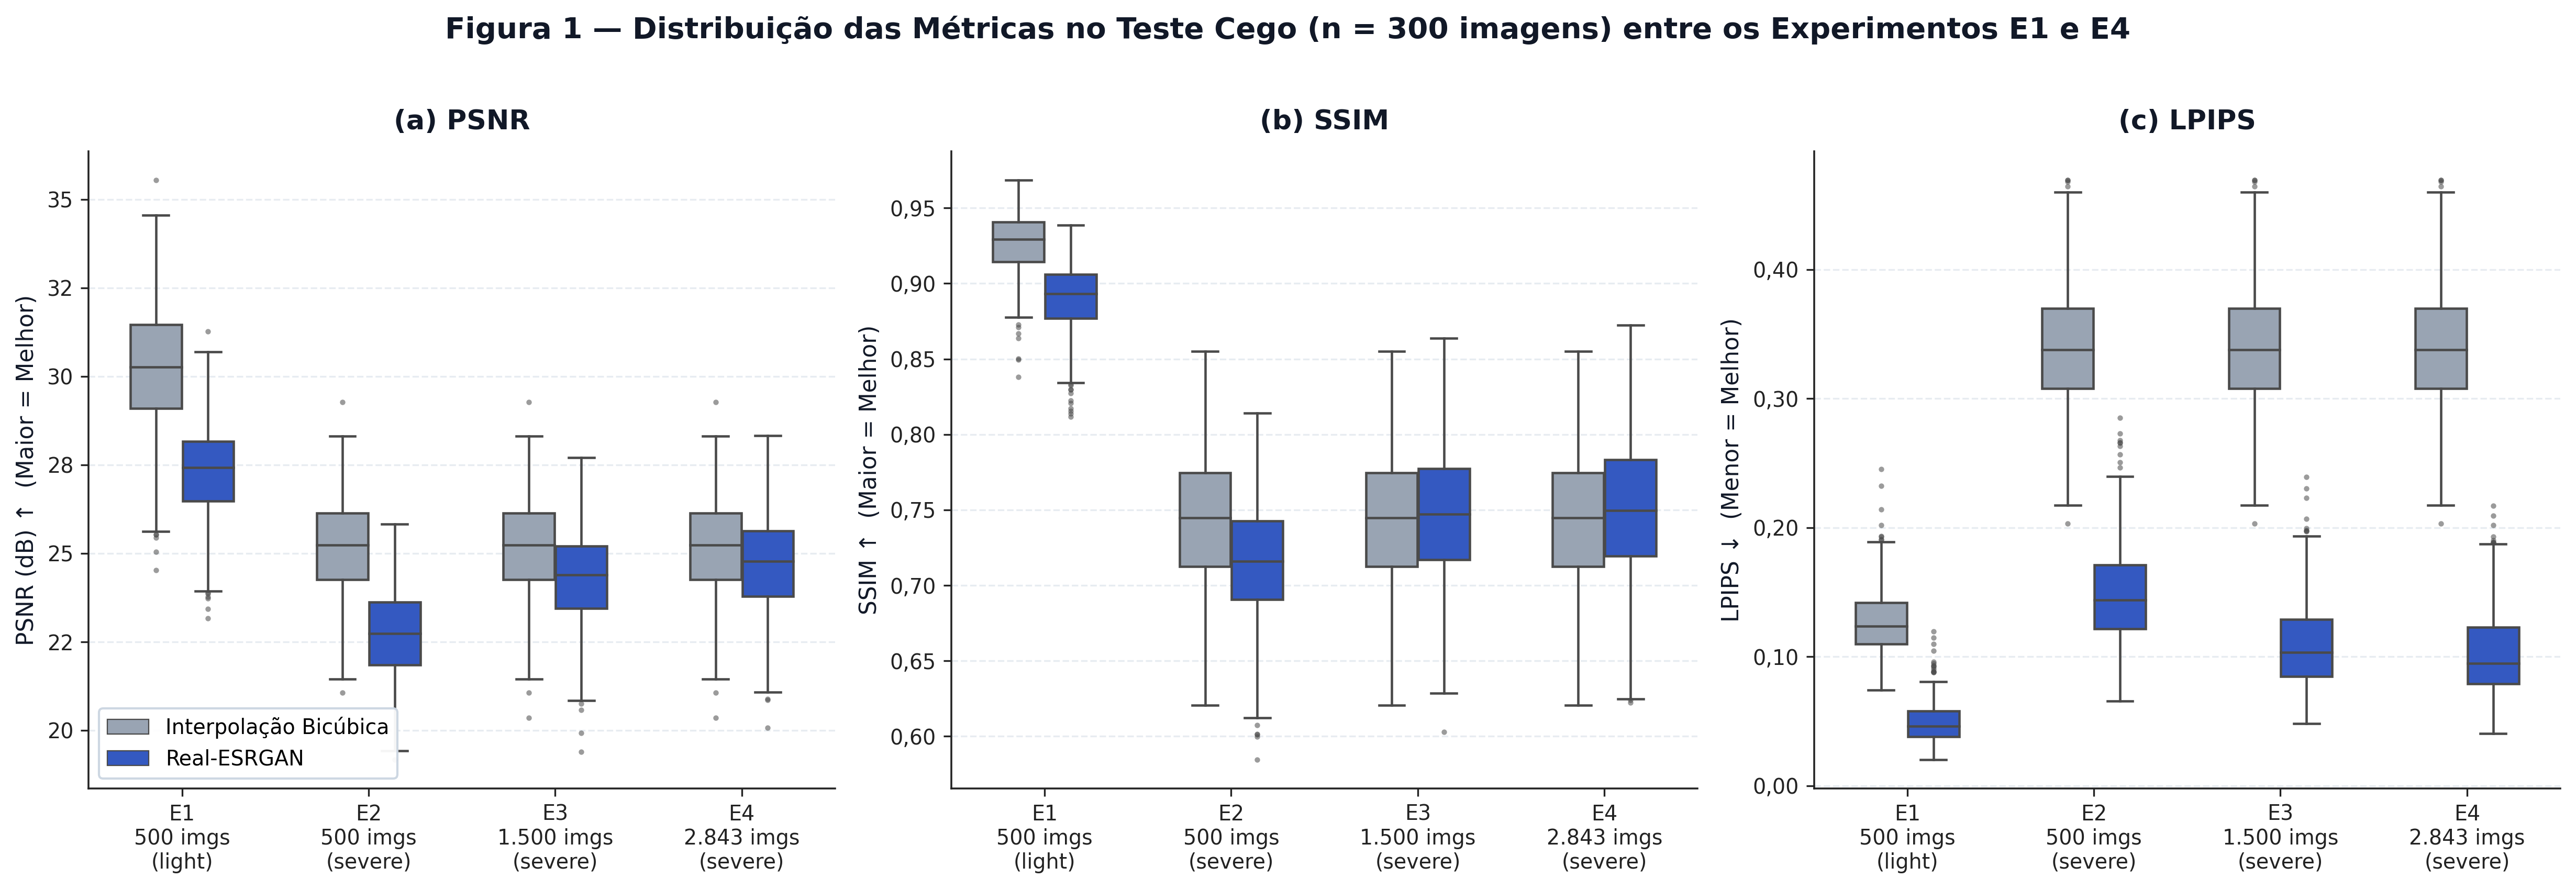 Figura 1 — Distribuição das Métricas no Teste Cego (n = 300 imagens) entre os Experimentos E1 e E4
(a) PSNR
PSNR (dB) ↑ (Maior = Melhor)
35
32
30
28
25
22
20
Interpolação Bicúbica
Real-ESRGAN
E1
500 imgs
(light)
E2
500 imgs
(severe)
E3
1.500 imgs
(severe)
E4
2.843 imgs
(severe)
(b) SSIM
SSIM ↑ (Maior = Melhor)
0,95
0,90
0,85
0,80
0,75
0,70
0,65
0,60
E1
500 imgs
(light)
E2
500 imgs
(severe)
E3
1.500 imgs
(severe)
E4
2.843 imgs
(severe)
(c) LPIPS
LPIPS ↓ (Menor = Melhor)
0,40
0,30
0,20
0,10
0,00
E1
500 imgs
(light)
E2
500 imgs
(severe)
E3
1.500 imgs
(severe)
E4
2.843 imgs
(severe)